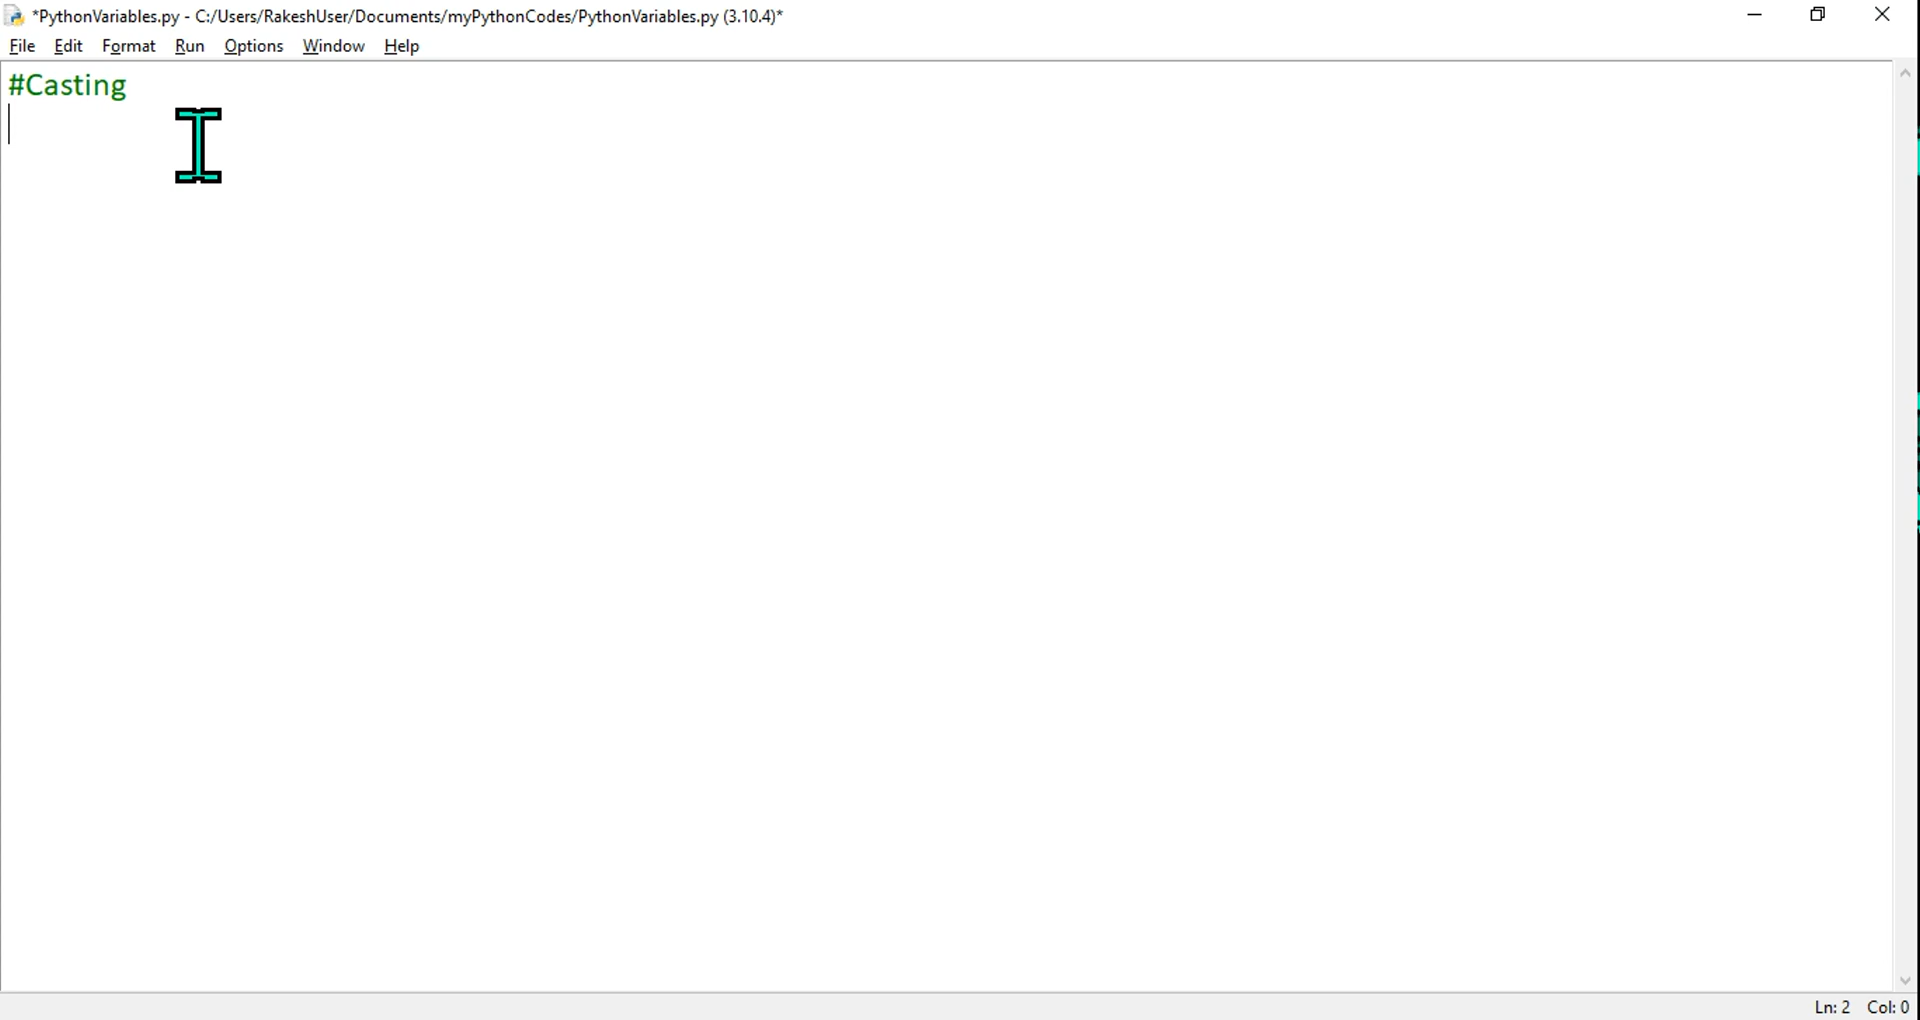 *PythonVariables.py - C:/Users/RakeshUser/Documents/myPythonCodes/PythonVariables.py (3.10.4)*
File Edit Format Run Options Window Help
#Casting
Ln: 2 Col: 0